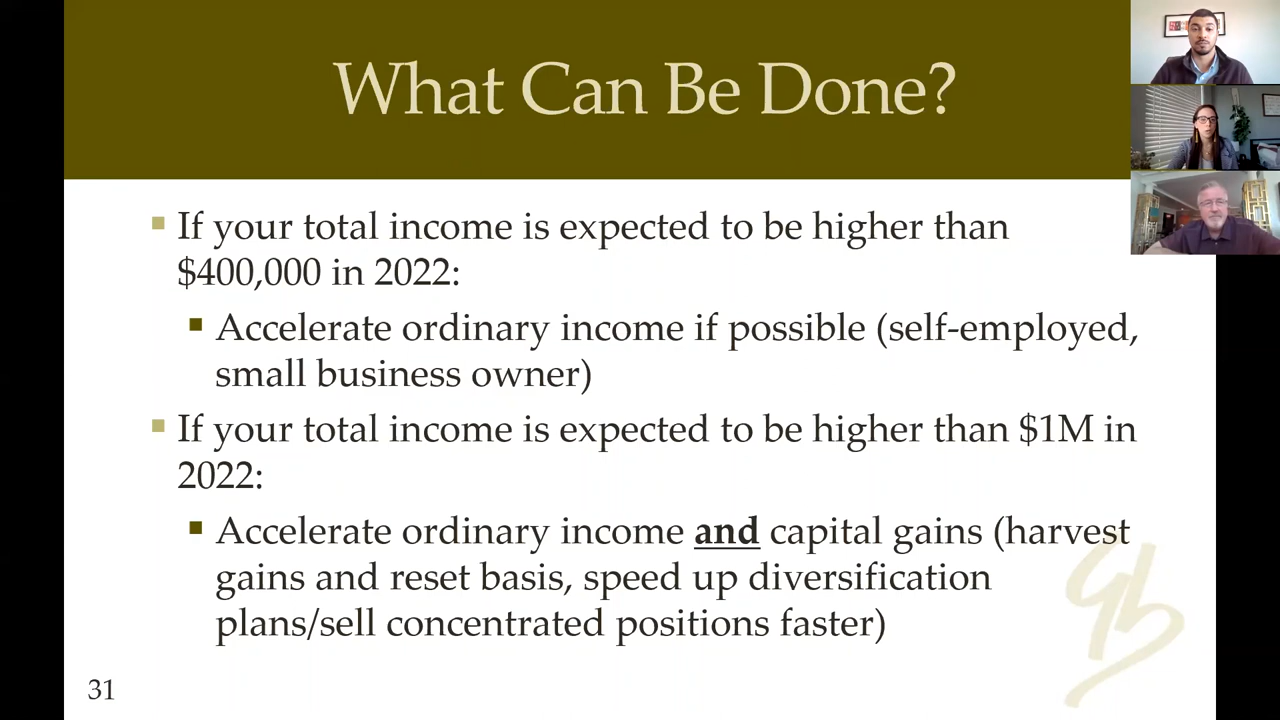 What Can Be Done?
If your total income is expected to be higher than
$400,000 in 2022:
Accelerate ordinary income if possible (self-employed,
small business owner)
If your total income is expected to be higher than $1M in
2022:
Accelerate ordinary income and capital gains (harvest
gains and reset basis, speed up diversification
plans/sell concentrated positions faster)
31